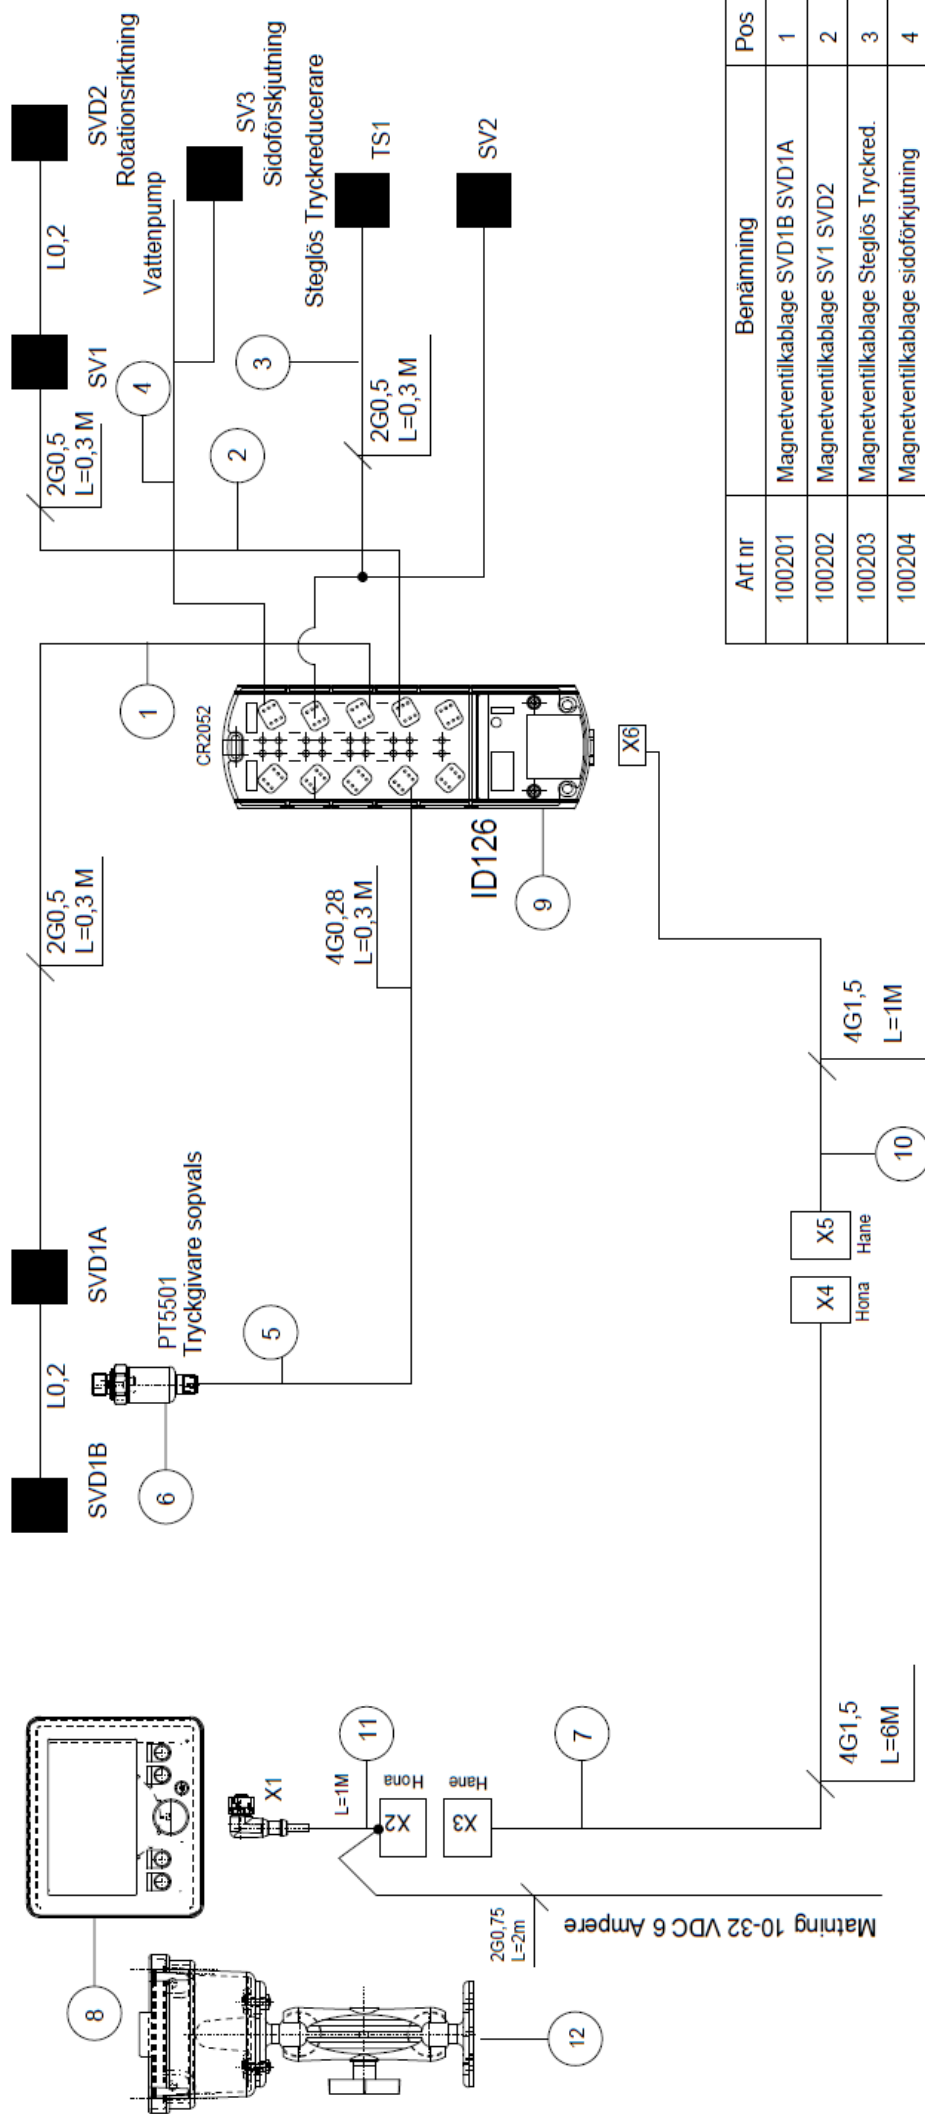 SVD2
Rotationsriktning
L0,2
SV1
2G0,5
L=0,3 M
Vattenpump
SV3
Sidoförskjutning
4
Steglös Tryckreducerare
TS1
3
2G0,5
L=0,3 M
SV2
2
1
CR2052
2G0,5
L=0,3 M
4G0,28
L=0,3 M
ID126
9
X6
4G1,5
L=1M
10
X5
Hane
X4
Hona
SVD1A
L0,2
SVD1B
PT5501
Tryckgivare sopvals
5
6
4G1,5
L=6M
7
11
L=1M
X1
X2
Hona
X3
Hane
2G0,75
L=2m
Matning 10-32 VDC 6 Ampere
8
12
Art nr Benämning Pos
100201 Magnetventilkablage SVD1B SVD1A 1
100202 Magnetventilkablage SV1 SVD2 2
100203 Magnetventilkablage Steglös Tryckred. 3
100204 Magnetventilkablage sidoförkjutning 4